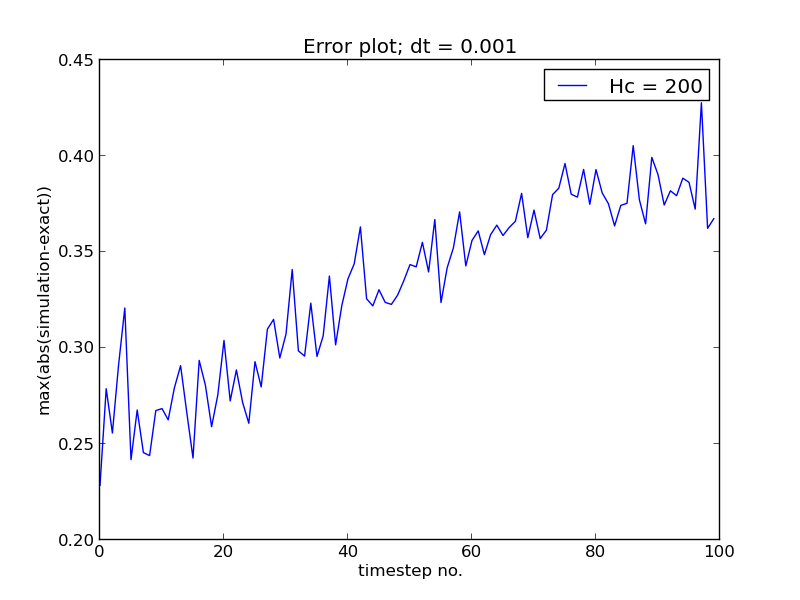 Error plot; dt = 0.001
Hc = 200
max(abs(simulation-exact))
0.45
0.40
0.35
0.30
0.25
0.20
0 20 40 60 80 100
timestep no.